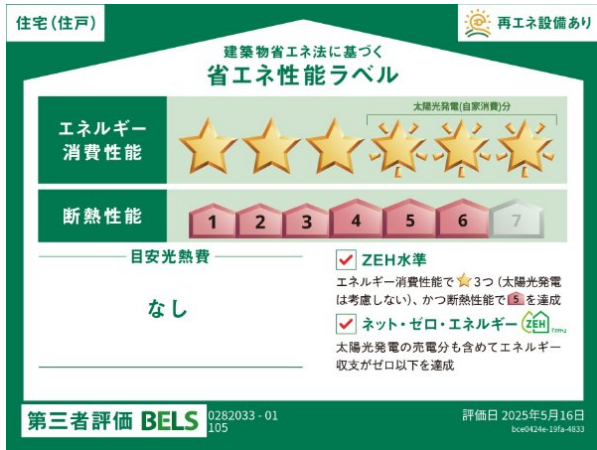 住宅(住戸)
再エネ設備あり
建築物省エネ法に基づく
省エネ性能ラベル
太陽光発電(自家消費)分
エネルギー
消費性能
断熱性能
1 2 3 4 5 6 7
目安光熱費
なし
ZEH水準
エネルギー消費性能で⭐3つ(太陽光発電
は考慮しない)、かつ断熱性能で5を達成
ネット・ゼロ・エネルギー ZEH
太陽光発電の売電分も含めてエネルギー
収支がゼロ以下を達成
第三者評価 BELS
0282033 - 01
105
評価日 2025年5月16日
bce0424e-19fa-4833